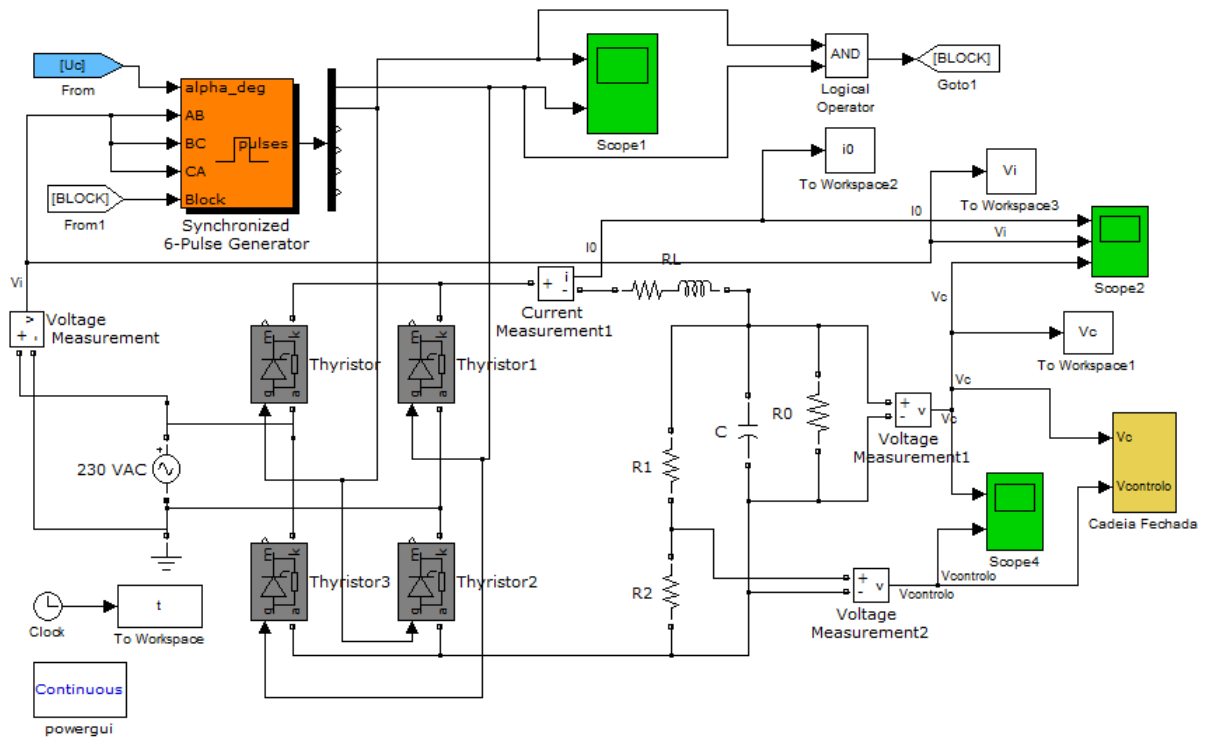 [Uc]
From
alpha_deg
AB
BC
CA
Block
pulses
Synchronized
6-Pulse Generator
[BLOCK]
From1
Scope1
AND
Logical
Operator
[BLOCK]
Goto1
i0
To Workspace2
Vi
To Workspace3
I0
Vi
Scope2
I0
Vi
Voltage
Measurement
v
+
-
+
i
-
Current
Measurement1
RL
m
k
g
a
Thyristor
m
k
g
a
Thyristor1
Vc
Vc
To Workspace1
230 VAC
+
R1
C
R0
+
-
v
Vc
Voltage
Measurement1
Vc
Vc
Vcontrolo
Cadeia Fechada
Scope4
m
k
g
a
Thyristor3
m
k
g
a
Thyristor2
R2
+
-
v
Vcontrolo
Vcontrolo
Voltage
Measurement2
Vcontrolo
Clock
t
To Workspace
Continuous
powergui